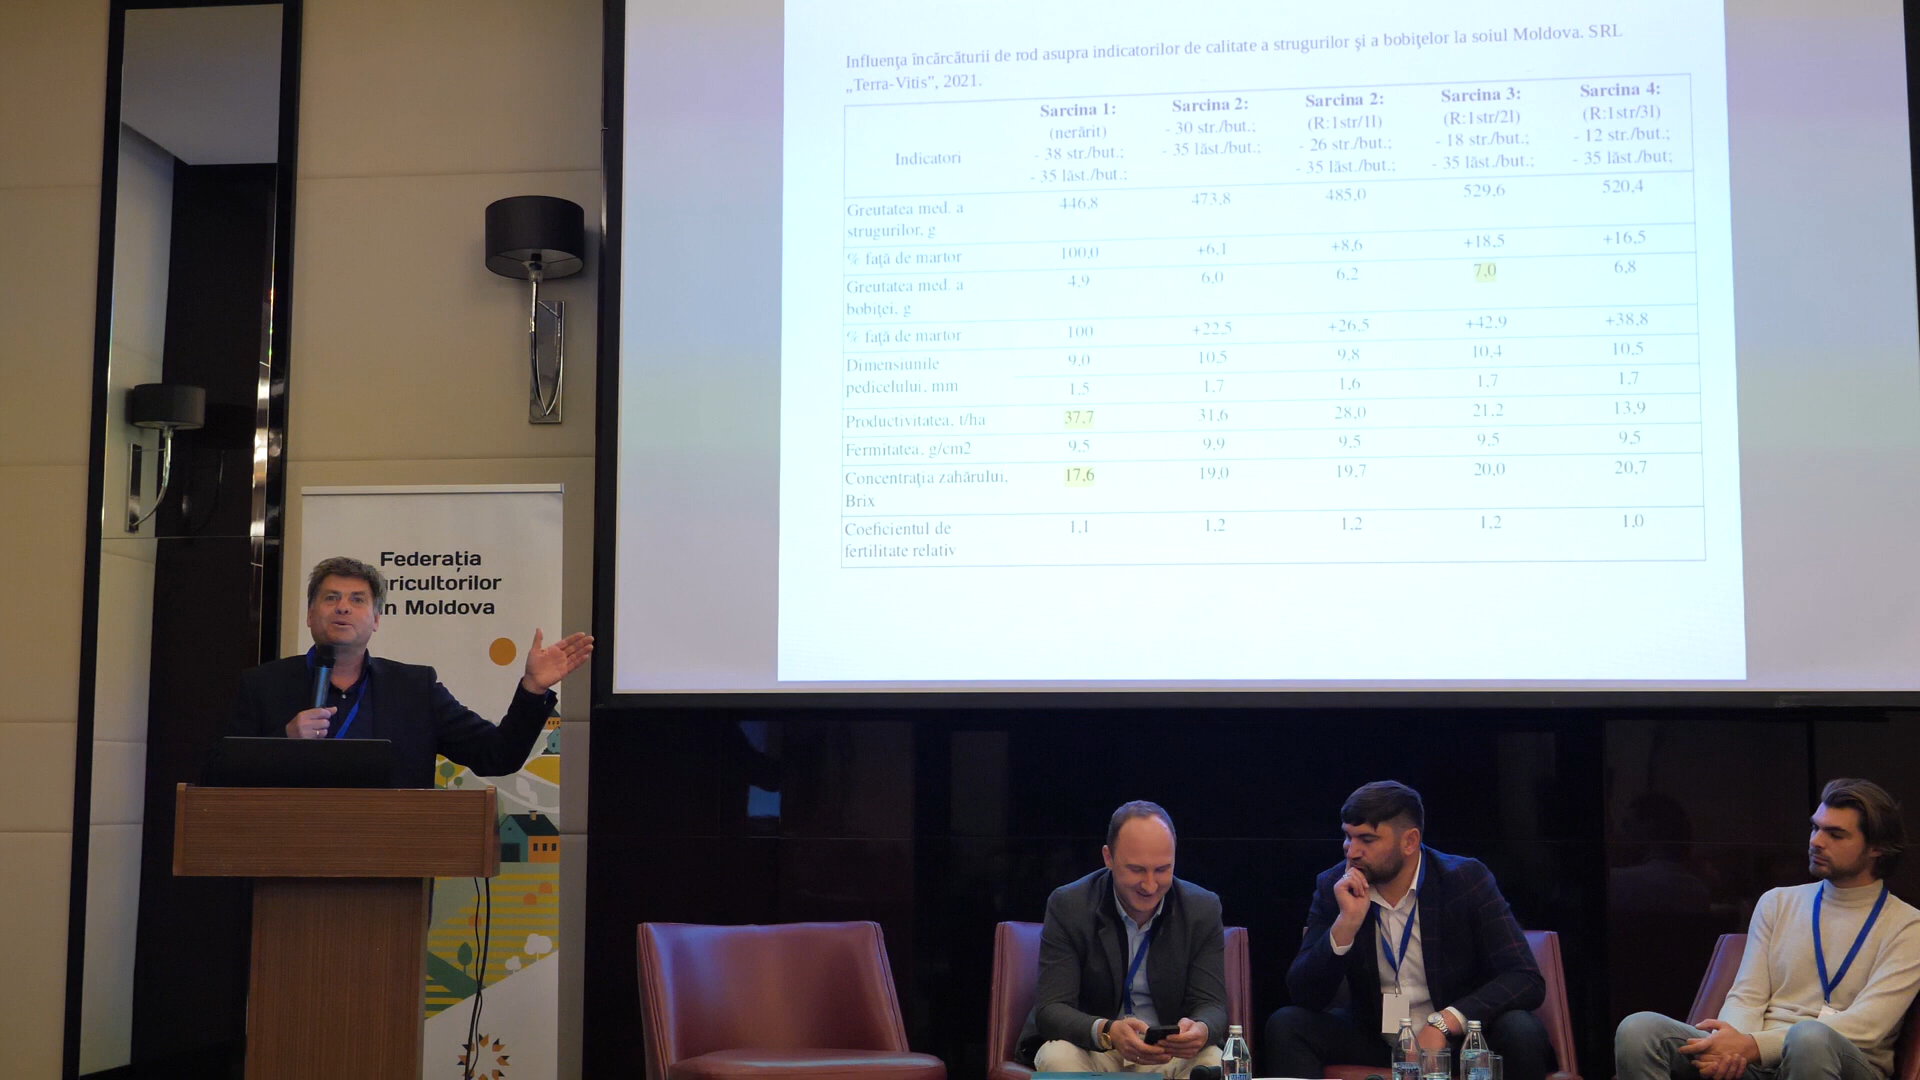 Influenţa încărcăturii de rod asupra indicatorilor de calitate a strugurilor şi a bobiţelor la soiul Moldova. SRL
„Terra-Vitis”, 2021.
Indicatori
Sarcina 1:
(nerărit)
- 38 str./but.;
- 35 lăst./but.;
Sarcina 2:
- 30 str./but.;
- 35 lăst./but.;
Sarcina 2:
(R:1str/1l)
- 26 str./but.;
- 35 lăst./but.;
Sarcina 3:
(R:1str/2l)
- 18 str./but.;
- 35 lăst./but.;
Sarcina 4:
(R:1str/3l)
- 12 str./but.;
- 35 lăst./but;
Greutatea med. a
strugurilor, g
446,8 473,8 485,0 529,6 520,4
% faţă de martor 100,0 +6,1 +8,6 +18,5 +16,5
Greutatea med. a
bobiţei, g
4,9 6,0 6,2 7,0 6,8
% faţă de martor 100 +22,5 +26,5 +42,9 +38,8
Dimensiunile
pedicelului, mm
9,0 10,5 9,8 10,4 10,5
1,5 1,7 1,6 1,7 1,7
Productivitatea, t/ha 37,7 31,6 28,0 21,2 13,9
Fermitatea, g/cm2 9,5 9,9 9,5 9,5 9,5
Concentraţia zahărului,
Brix
17,6 19,0 19,7 20,0 20,7
Coeficientul de
fertilitate relativ
1,1 1,2 1,2 1,2 1,0
Federația
ricultorilor
n Moldova